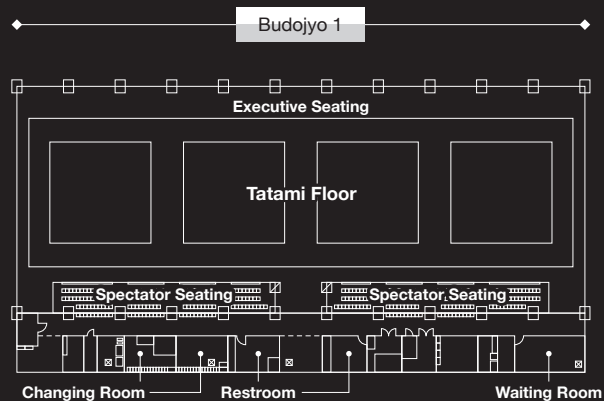 Budojyo 1
Executive Seating
Tatami Floor
Spectator Seating
Spectator Seating
Changing Room
Restroom
Waiting Room